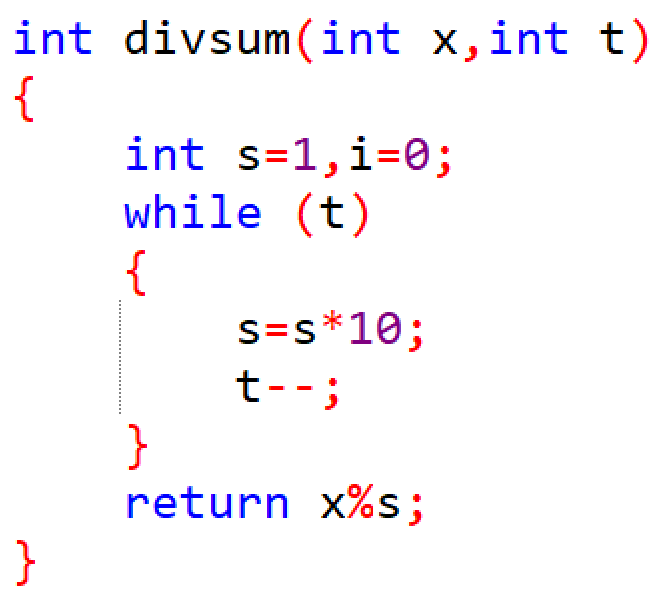 int divsum(int x,int t)
{
int s=1,i=0;
while (t)
{
s=s*10;
t--;
}
return x%s;
}